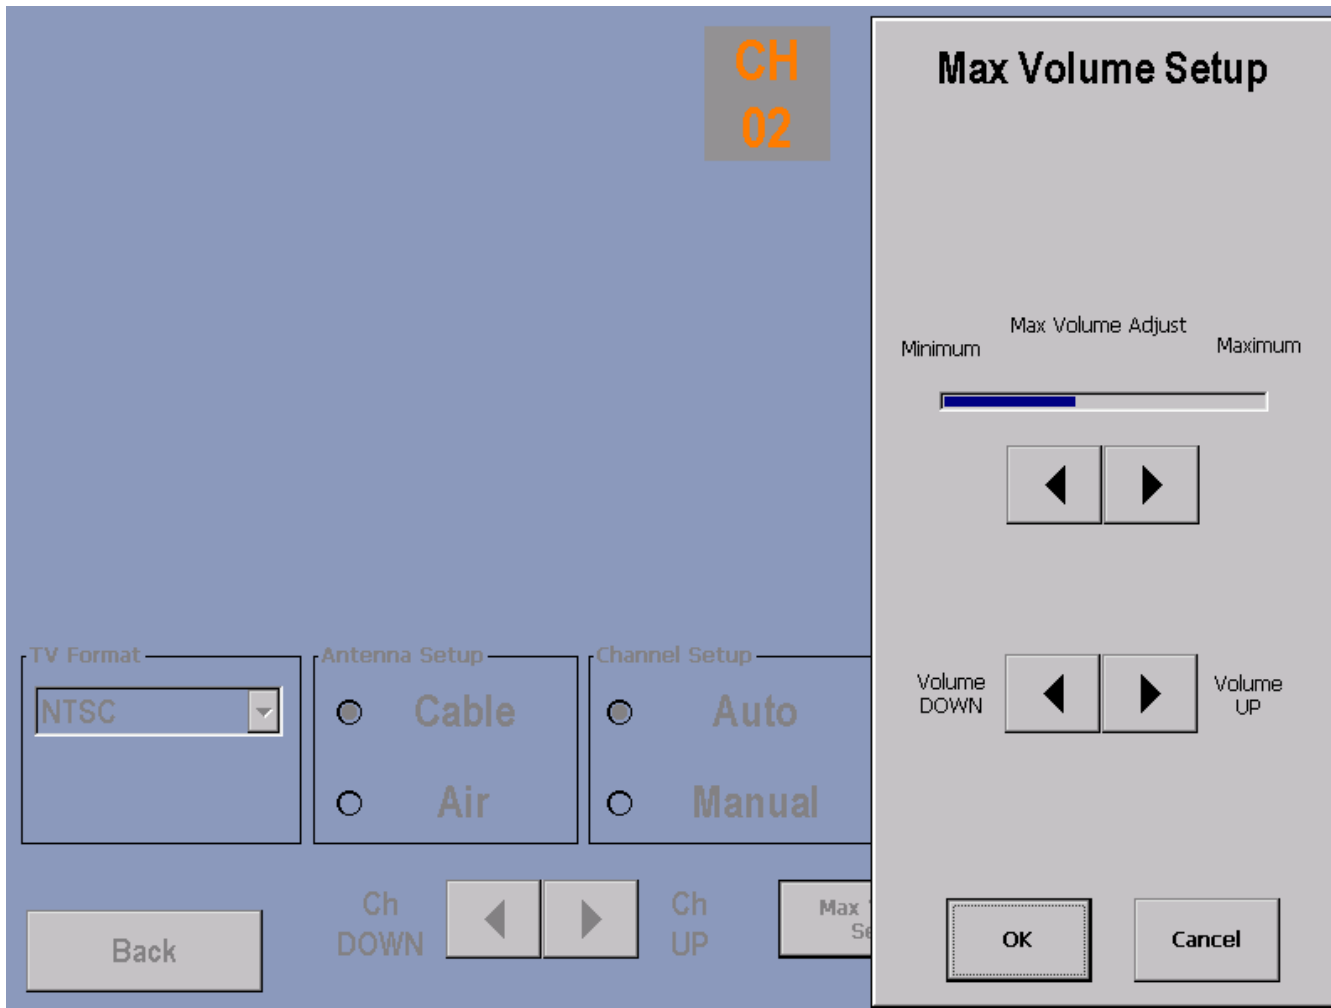 CH
02
Max Volume Setup
Max Volume Adjust
Minimum
Maximum
Volume
DOWN
Volume
UP
TV Format
NTSC
Antenna Setup
Cable
Air
Channel Setup
Auto
Manual
Back
Ch
DOWN
Ch
UP
Max
OK
Cancel